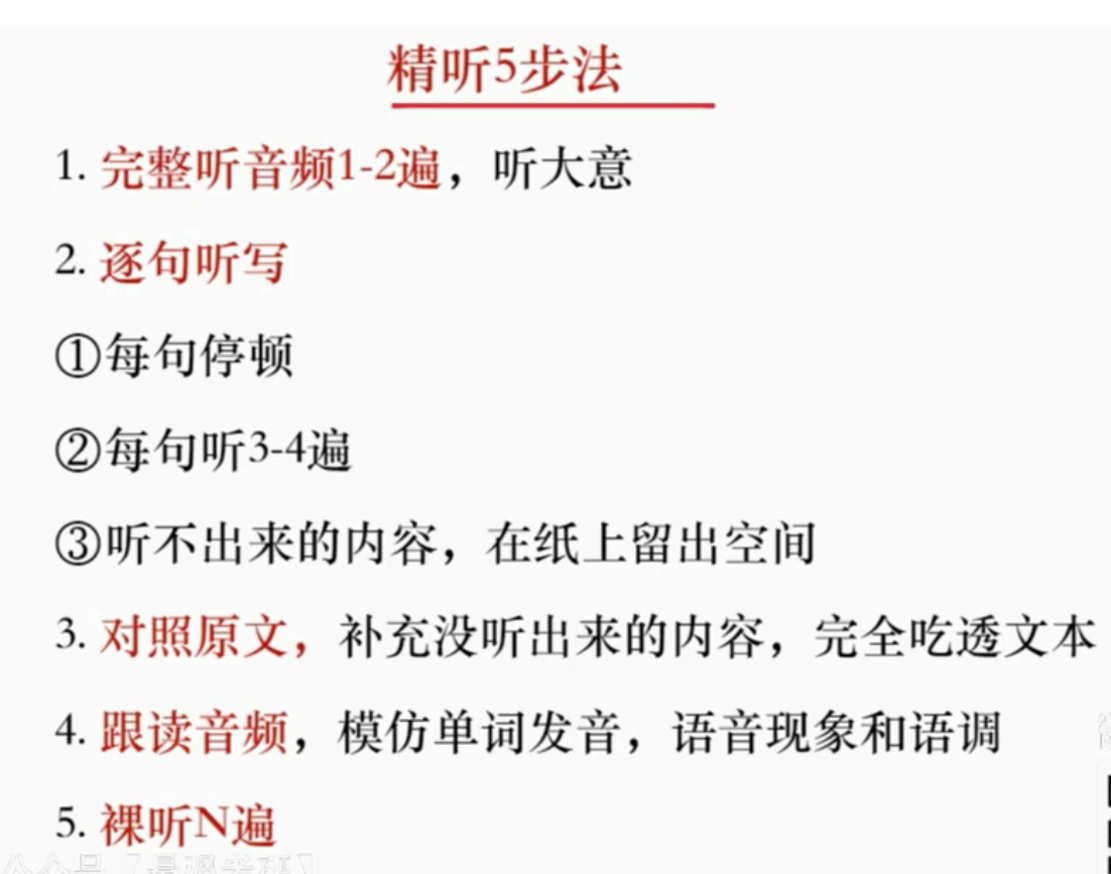 精听5步法
1. 完整听音频1-2遍，听大意
2. 逐句听写
①每句停顿
②每句听3-4遍
③听不出来的内容，在纸上留出空间
3. 对照原文，补充没听出来的内容，完全吃透文本
4. 跟读音频，模仿单词发音，语音现象和语调
5. 裸听N遍